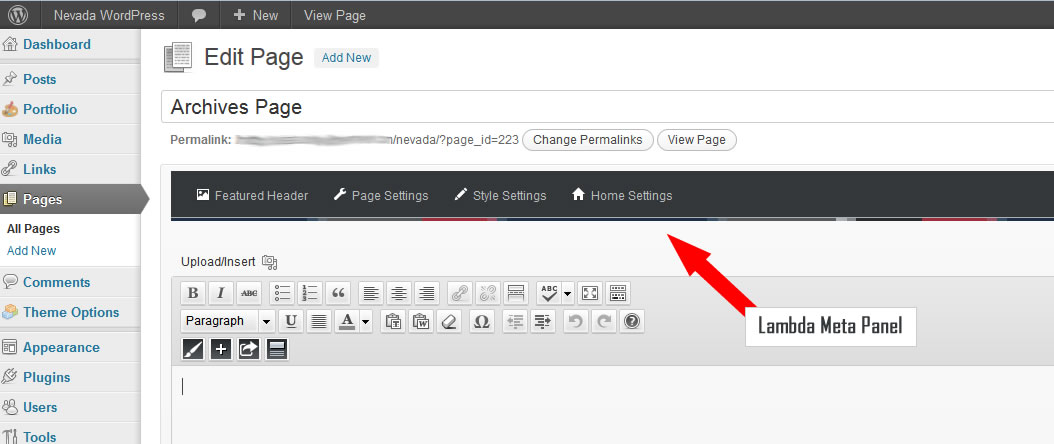 Nevada WordPress + New View Page
Dashboard
Posts
Portfolio
Media
Links
Pages
All Pages
Add New
Comments
Theme Options
Appearance
Plugins
Users
Tools
Edit Page Add New
Archives Page
Permalink: /nevada/?page_id=223 Change Permalinks View Page
Featured Header Page Settings Style Settings Home Settings
Upload/Insert
B I ABC ABC
Paragraph U A T W Ω ?
Lambda Meta Panel